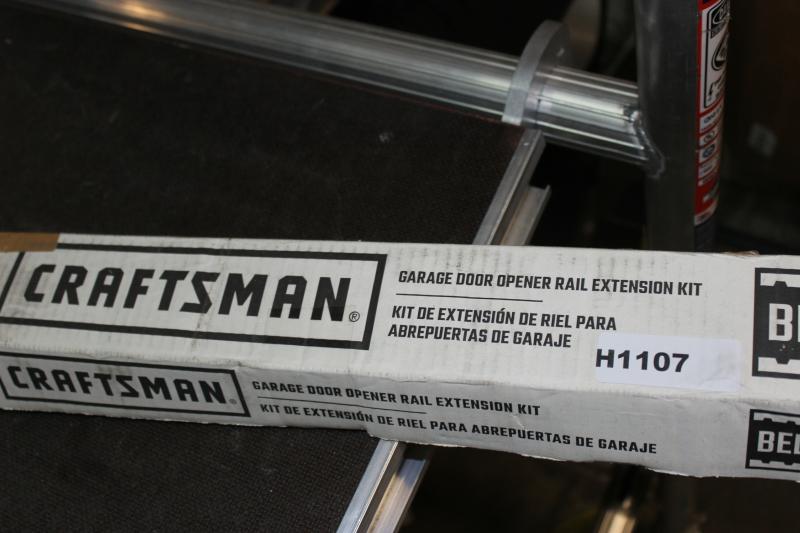 CRAFTSMAN®
GARAGE DOOR OPENER RAIL EXTENSION KIT
KIT DE EXTENSIÓN DE RIEL PARA
ABREPUERTAS DE GARAJE
H1107
CRAFTSMAN®
GARAGE DOOR OPENER RAIL EXTENSION KIT
KIT DE EXTENSIÓN DE RIEL PARA ABREPUERTAS DE GARAJE
BEL